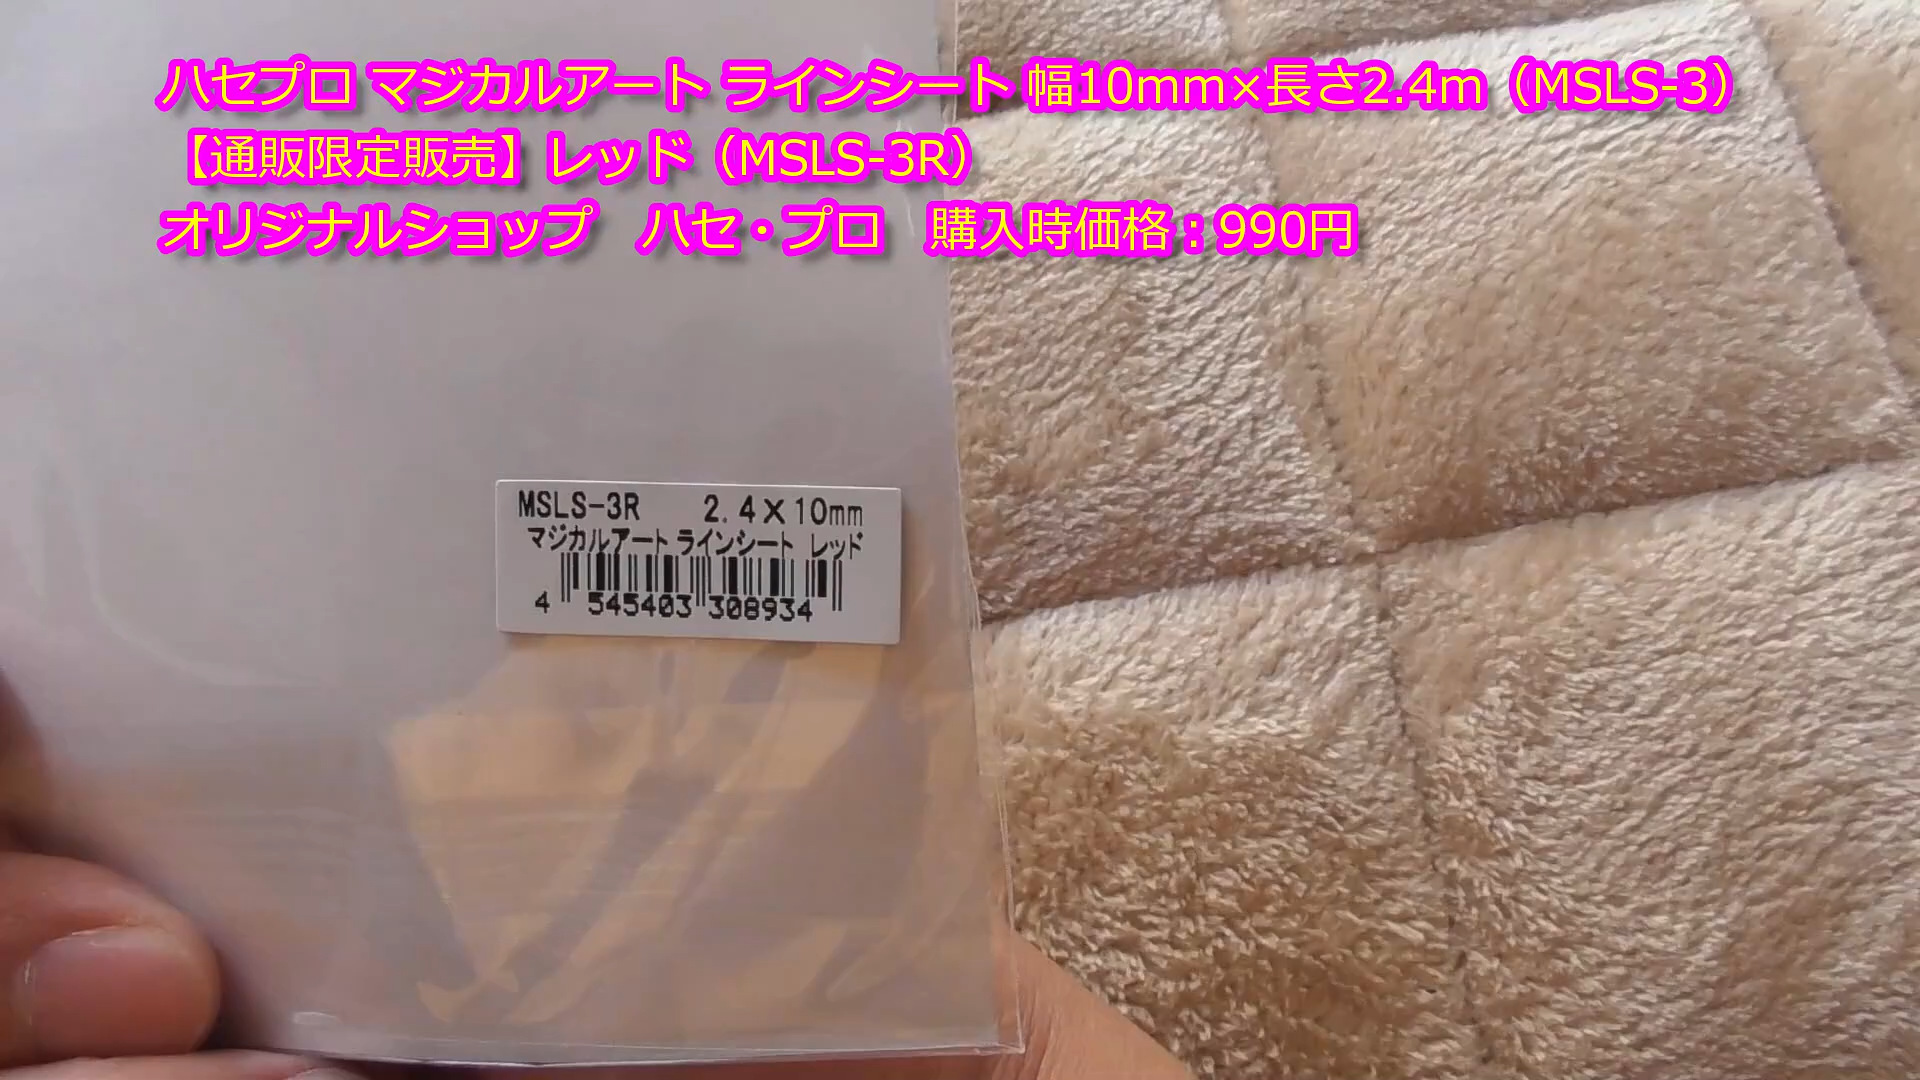 ハセプロ マジカルアート ラインシート 幅10mm×長さ2.4m（MSLS-3）
【通販限定販売】レッド（MSLS-3R）
オリジナルショップ　ハセ・プロ　購入時価格：990円
MSLS-3R 2.4×10mm
マジカルアート ラインシート レッド
4 545403 308934